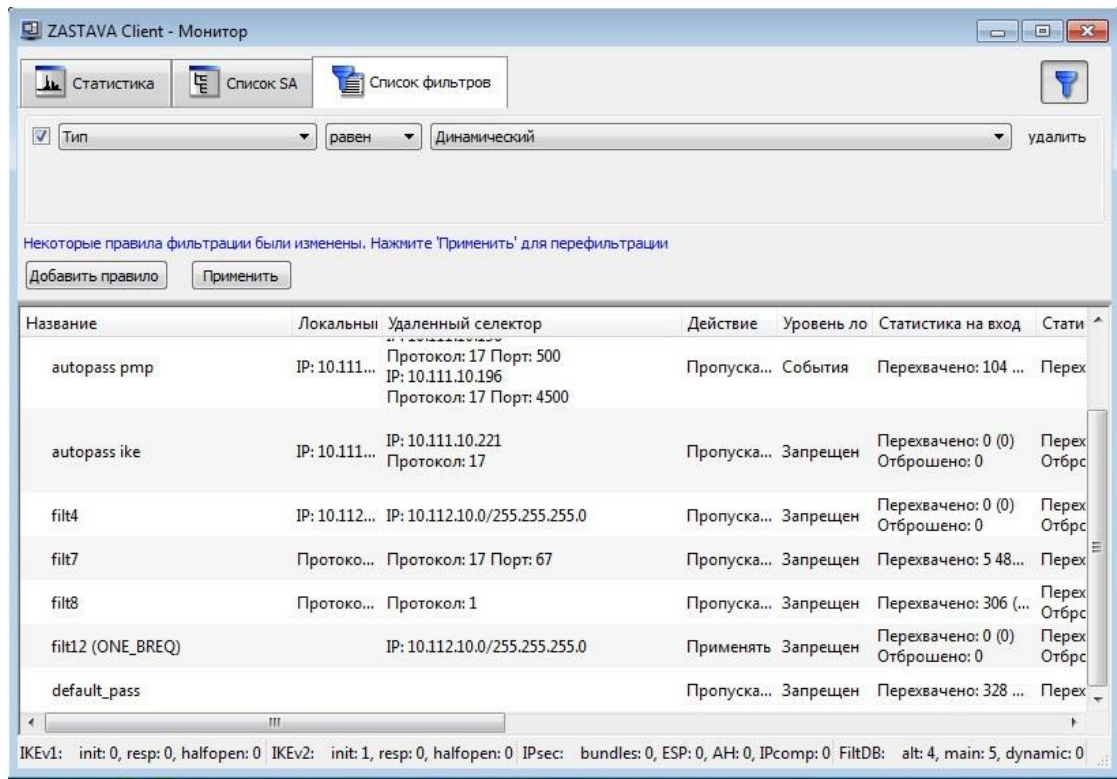 ZASTAVA Client - Монитор
Статистика Список SA Список фильтров
Тип равен Динамический удалить
Некоторые правила фильтрации были изменены. Нажмите 'Применить' для перефильтрации
Добавить правило Применить
Название Локальный Удаленный селектор Действие Уровень ло Статистика на вход Стати
Протокол: 17 Порт: 500
autopass pmp IP: 10.111... IP: 10.111.10.196 Пропуска... События Перехвачено: 104 ... Перех
Протокол: 17 Порт: 4500
IP: 10.111.10.221 Перехвачено: 0 (0) Перех
autopass ike IP: 10.111... Пропуска... Запрещен
Протокол: 17 Отброшено: 0 Отбрс
Перехвачено: 0 (0) Перех
filt4 IP: 10.112... IP: 10.112.10.0/255.255.255.0 Пропуска... Запрещен
Отброшено: 0 Отбрс
filt7 Протоко... Протокол: 17 Порт: 67 Пропуска... Запрещен Перехвачено: 5 48... Перех
filt8 Протоко... Протокол: 1 Пропуска... Запрещен Перехвачено: 306 (... Перех
Отбрс
Перехвачено: 0 (0) Перех
filt12 (ONE_BREQ) IP: 10.112.10.0/255.255.255.0 Применять Запрещен
Отброшено: 0 Отбрс
default_pass Пропуска... Запрещен Перехвачено: 328 ... Перех
IKEv1: init: 0, resp: 0, halfopen: 0 IKEv2: init: 1, resp: 0, halfopen: 0 IPsec: bundles: 0, ESP: 0, AH: 0, IPcomp: 0 FiltDB: alt: 4, main: 5, dynamic: 0